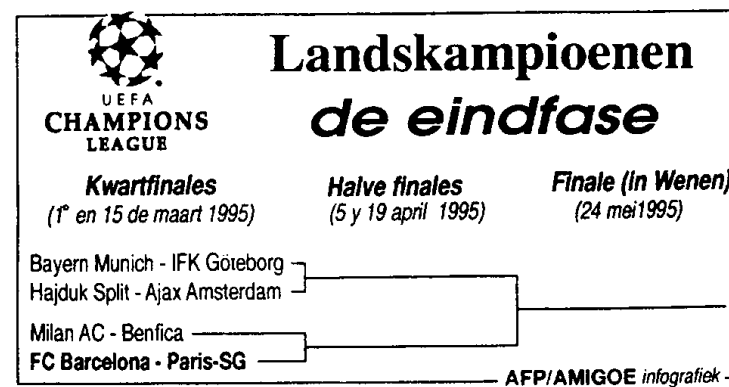 UEFA
CHAMPIONS
LEAGUE
Landskampioenen
de eindfase
Kwartfinales
(1° en 15 de maart 1995)
Halve finales
(5 y 19 april 1995)
Finale (in Wenen)
(24 mei1995)
Bayern Munich - IFK Göteborg
Hajduk Split - Ajax Amsterdam
Milan AC - Benfica
FC Barcelona - Paris-SG
AFP/AMIGOE infografiek -